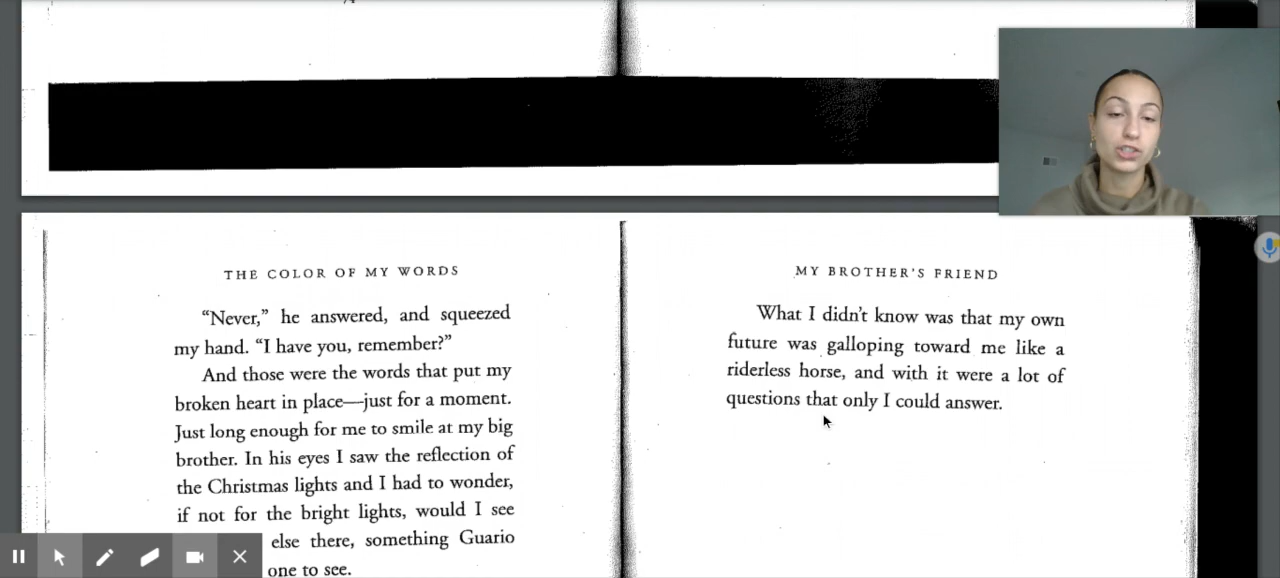 THE COLOR OF MY WORDS
“Never,” he answered, and squeezed
my hand. “I have you, remember?”
And those were the words that put my
broken heart in place—just for a moment.
Just long enough for me to smile at my big
brother. In his eyes I saw the reflection of
the Christmas lights and I had to wonder,
if not for the bright lights, would I see
else there, something Guario
one to see.
MY BROTHER’S FRIEND
What I didn’t know was that my own
future was galloping toward me like a
riderless horse, and with it were a lot of
questions that only I could answer.